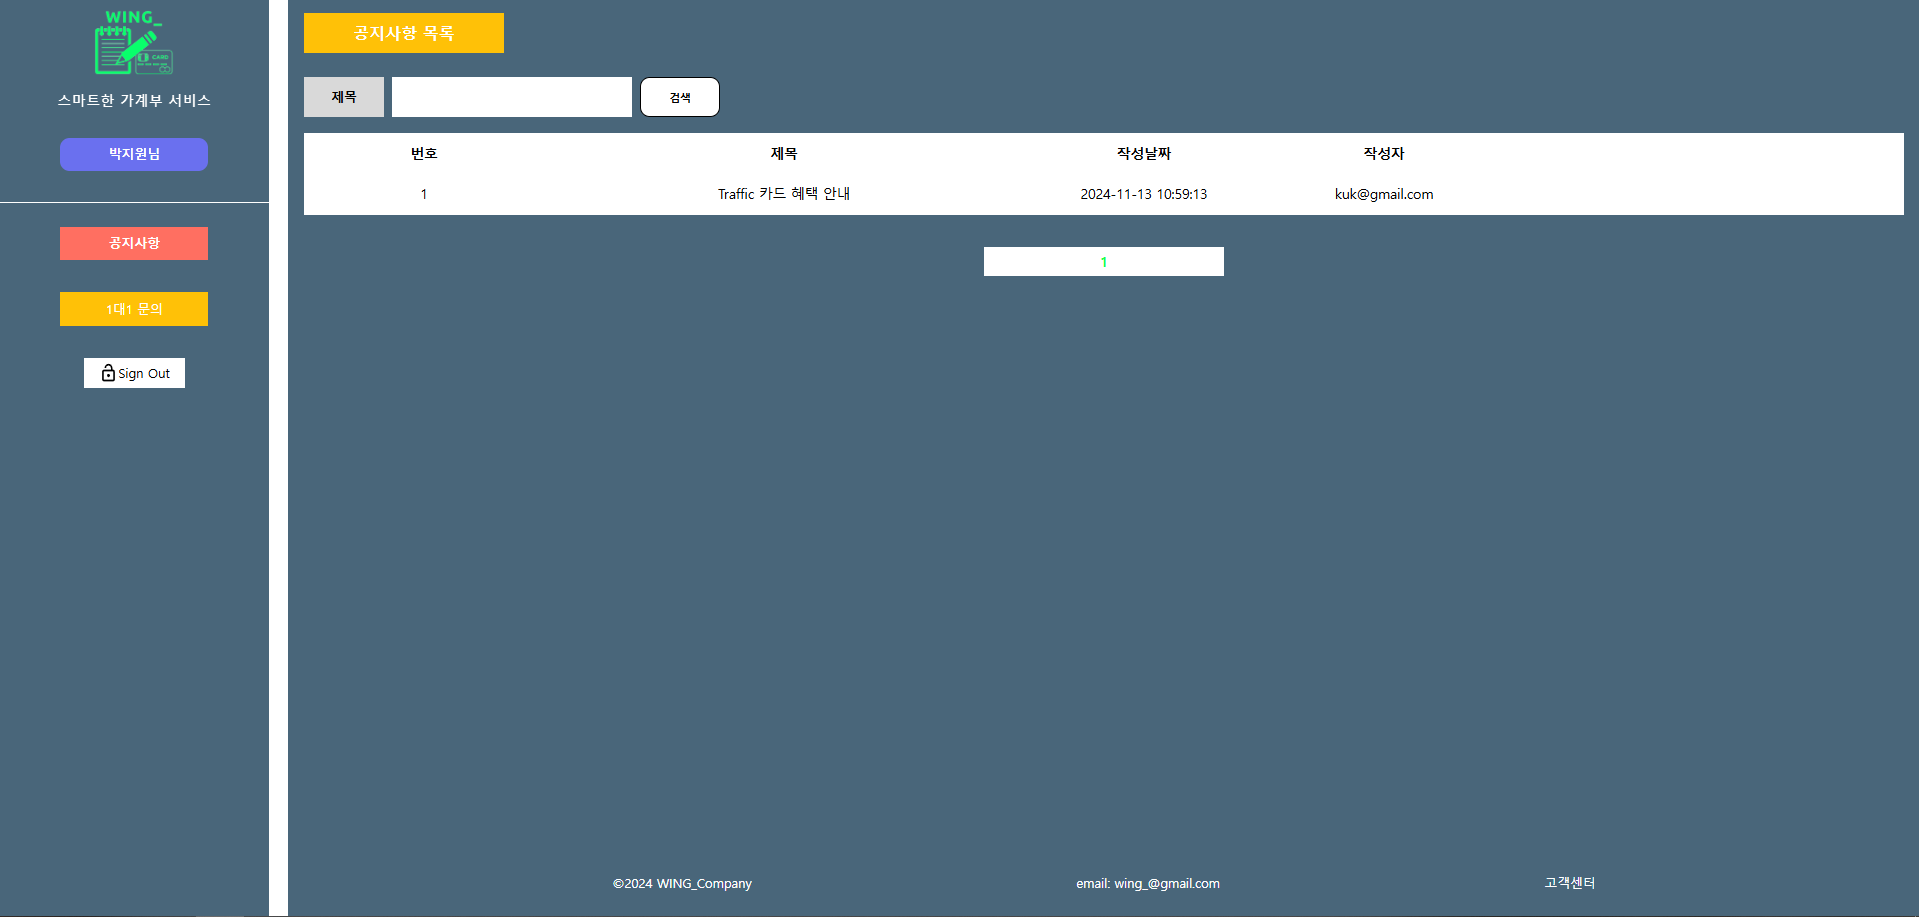 WING_
CARD
스마트한 가계부 서비스
박지원님
공지사항
1대1 문의
Sign Out
공지사항 목록
제목
검색
번호 제목 작성날짜 작성자
1 Traffic 카드 혜택 안내 2024-11-13 10:59:13 kuk@gmail.com
1
©2024 WING_Company email: wing_@gmail.com 고객센터